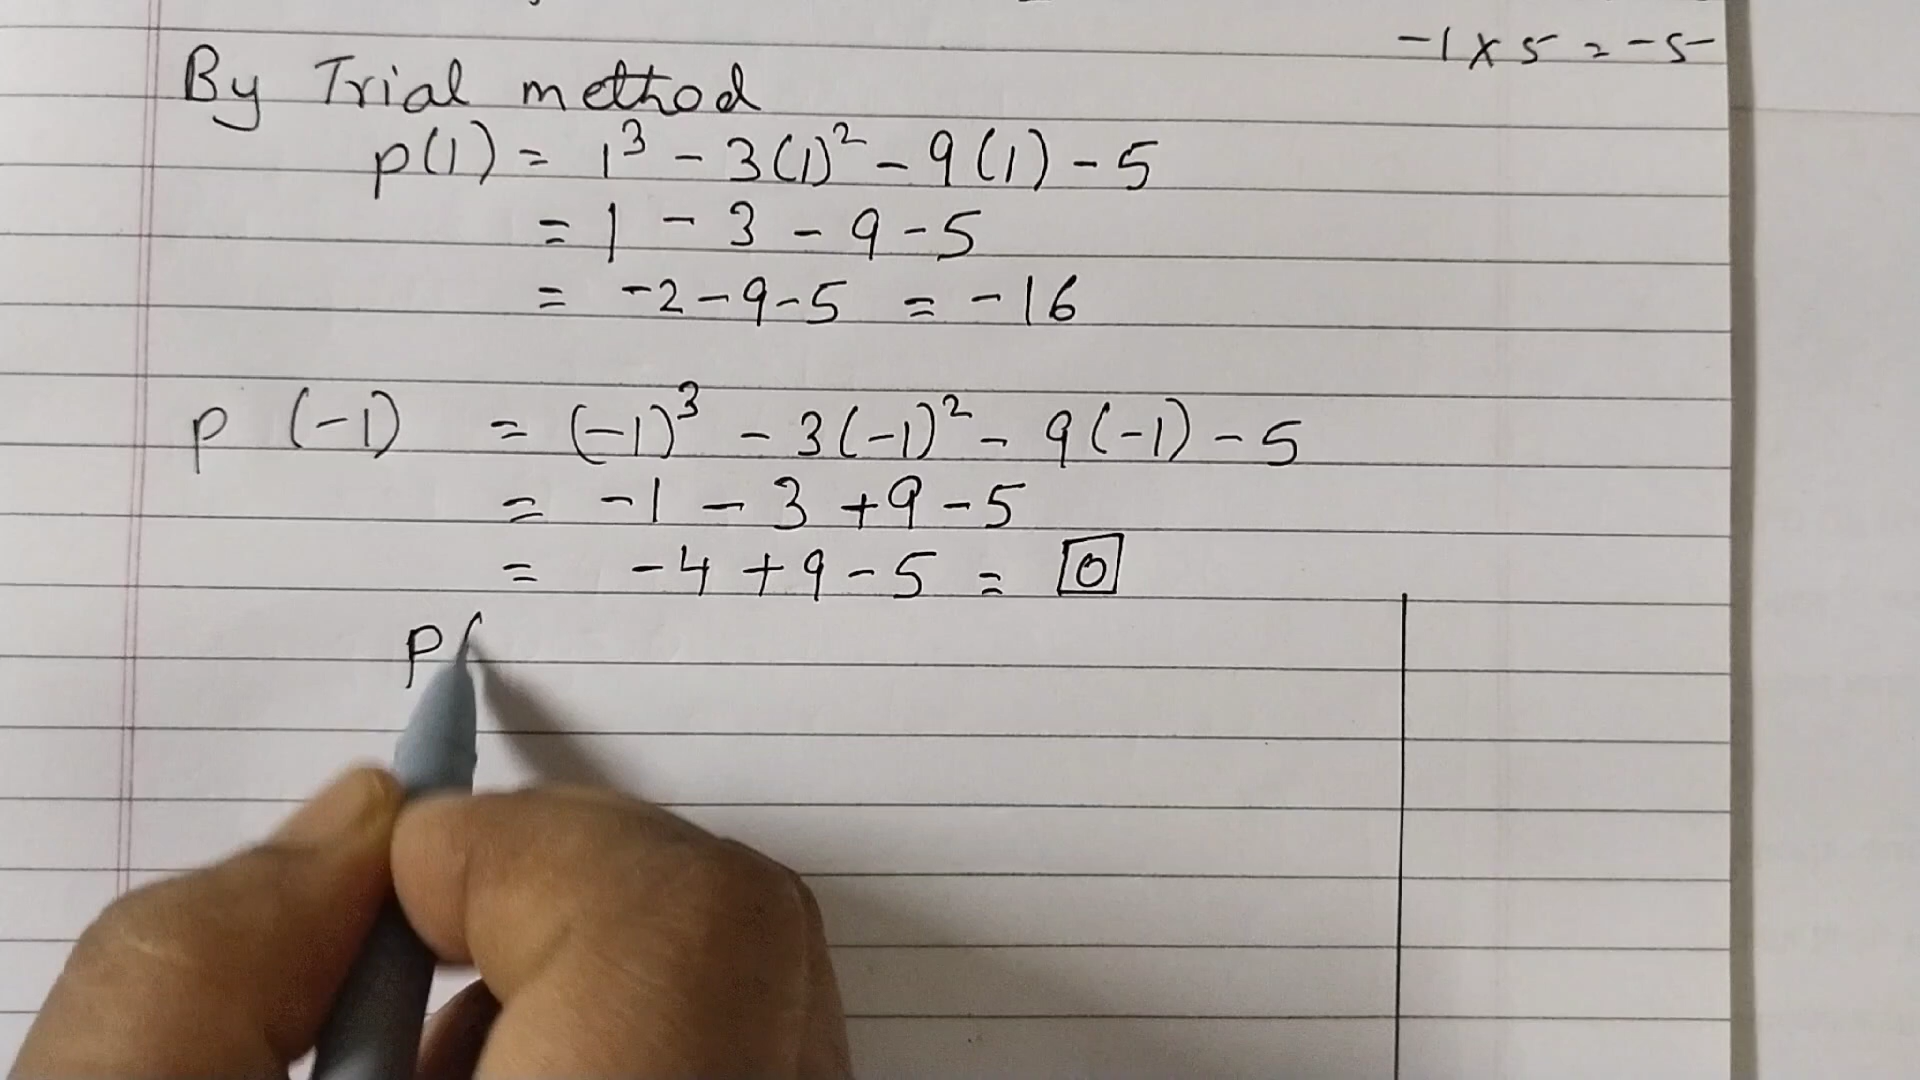 -1 x 5 = -5
By Trial method
p(1) = 1³ - 3(1)² - 9(1) - 5
= 1 - 3 - 9 - 5
= -2 - 9 - 5 = -16
p (-1) = (-1)³ - 3(-1)² - 9(-1) - 5
= -1 - 3 + 9 - 5
= -4 + 9 - 5 = 0
P(